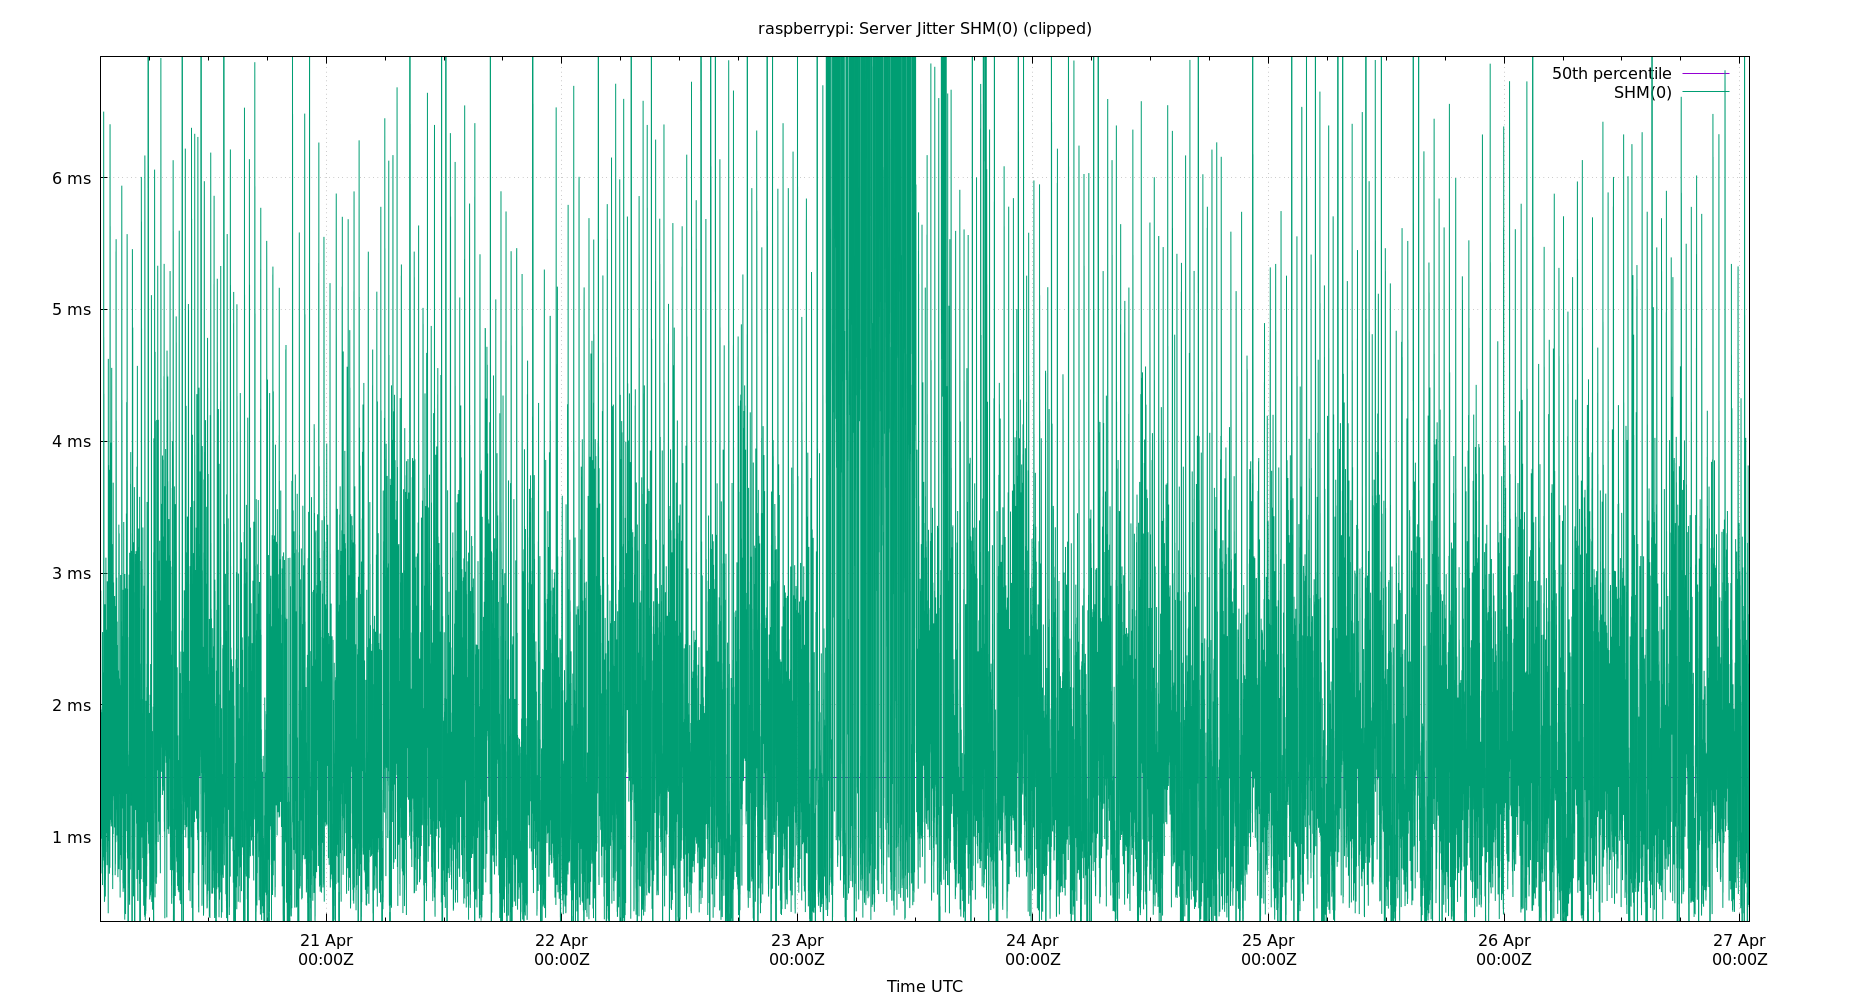 raspberrypi: Server Jitter SHM(0) (clipped)
50th percentile
SHM(0)
6 ms
5 ms
4 ms
3 ms
2 ms
1 ms
21 Apr 22 Apr 23 Apr 24 Apr 25 Apr 26 Apr 27 Apr
00:00Z 00:00Z 00:00Z 00:00Z 00:00Z 00:00Z 00:00Z
Time UTC